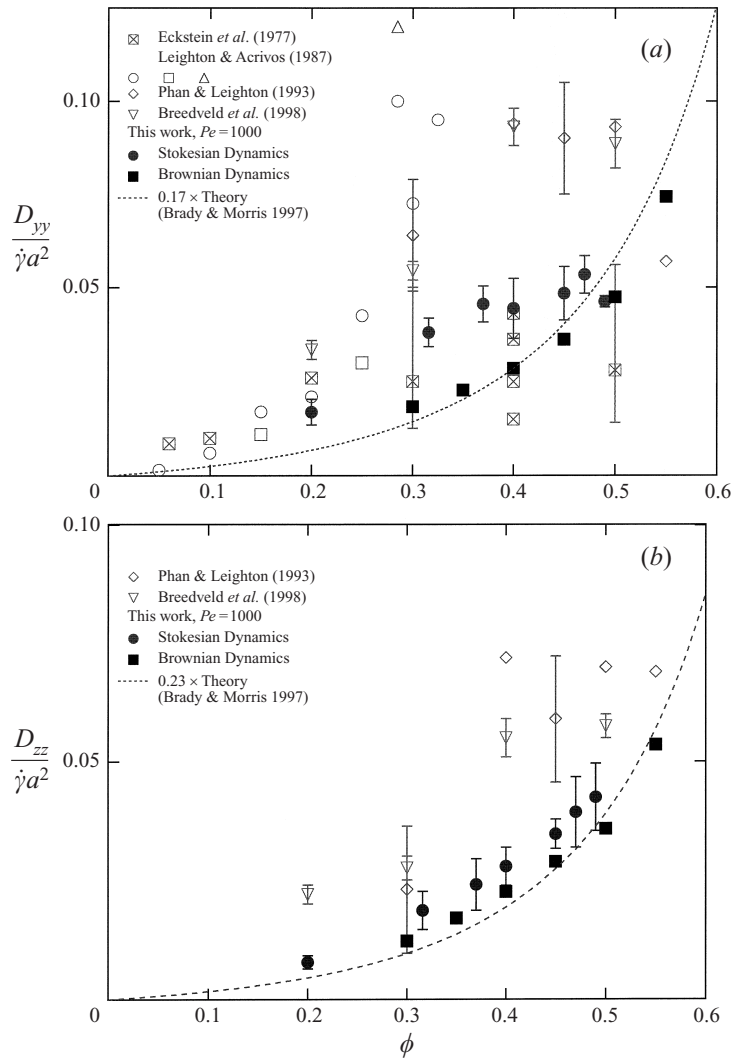 (a)
Eckstein et al (1977)
Leighton & Acrivos (1987)
Phan & Leighton (1993)
Breedveld et al. (1998)
This work, Pe=1000
Stokesian Dynamics
Brownian Dynamics
0.17 × Theory
(Brady & Morris 1997)
0.10
0.05
D_yy
γ̇a²
0 0.1 0.2 0.3 0.4 0.5 0.6
0.10
(b)
Phan & Leighton (1993)
Breedveld et al. (1998)
This work, Pe=1000
Stokesian Dynamics
Brownian Dynamics
0.23 × Theory
(Brady & Morris 1997)
D_zz
γ̇a²
0.05
0 0.1 0.2 0.3 0.4 0.5 0.6
ϕ